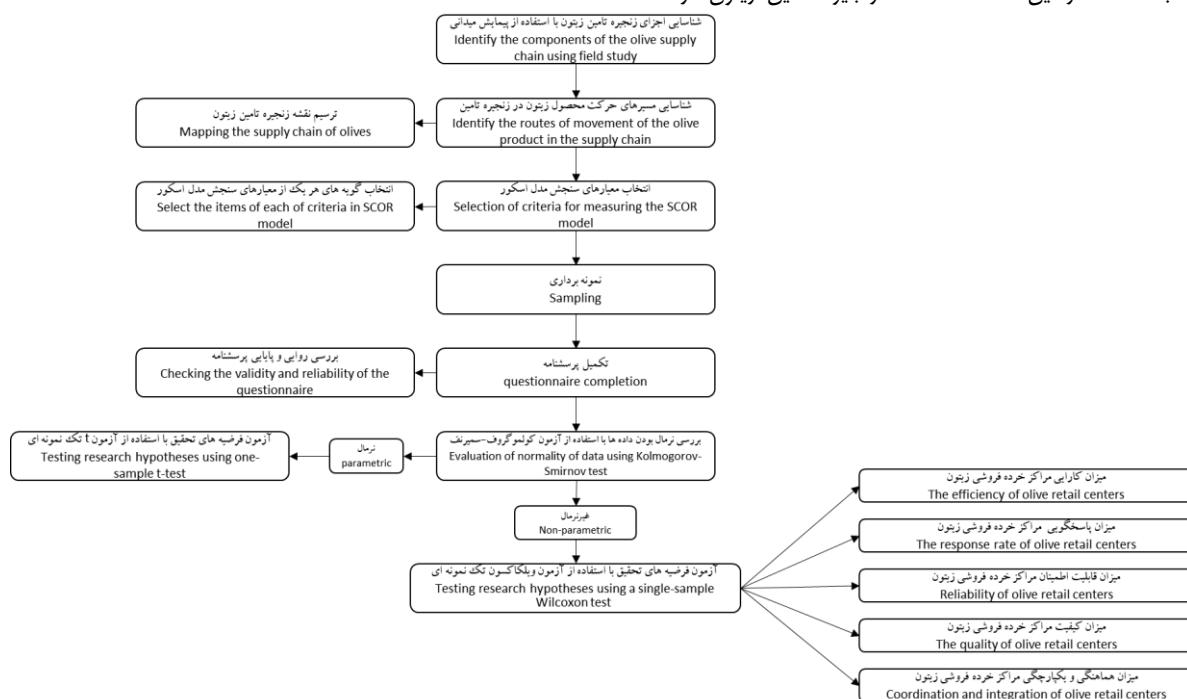 شناسایی اجزای زنجیره تامین زیتون با استفاده از پیمایش میدانی
Identify the components of the olive supply
chain using field study
شناسایی مسیرهای حرکت محصول زیتون در زنجیره تامین
Identify the routes of movement of the olive
product in the supply chain
ترسیم نقشه زنجیره تامین زیتون
Mapping the supply chain of olives
انتخاب معیارهای سنجش مدل اسکور
Selection of criteria for measuring the SCOR
model
انتخاب گویه های هر یک از معیارهای سنجش مدل اسکور
Select the items of each of criteria in SCOR
model
نمونه برداری
Sampling
تکمیل پرسشنامه
questionnaire completion
بررسی روایی و پایایی پرسشنامه
Checking the validity and reliability of the
questionnaire
بررسی نرمال بودن داده ها با استفاده از آزمون کولموگروف-سمیرنف
Evaluation of normality of data using Kolmogorov-
Smirnov test
نرمال
parametric
آزمون فرضیه های تحقیق با استفاده از آزمون t تک نمونه ای
Testing research hypotheses using one-
sample t-test
غیرنرمال
Non-parametric
آزمون فرضیه های تحقیق با استفاده از آزمون ویلکاکسون تک نمونه ای
Testing research hypotheses using a single-sample
Wilcoxon test
میزان کارایی مراکز خرده فروشی زیتون
The efficiency of olive retail centers
میزان پاسخگویی مراکز خرده فروشی زیتون
The response rate of olive retail centers
میزان قابلیت اطمینان مراکز خرده فروشی زیتون
Reliability of olive retail centers
میزان کیفیت مراکز خرده فروشی زیتون
The quality of olive retail centers
میزان هماهنگی و یکپارچگی مراکز خرده فروشی زیتون
Coordination and integration of olive retail centers